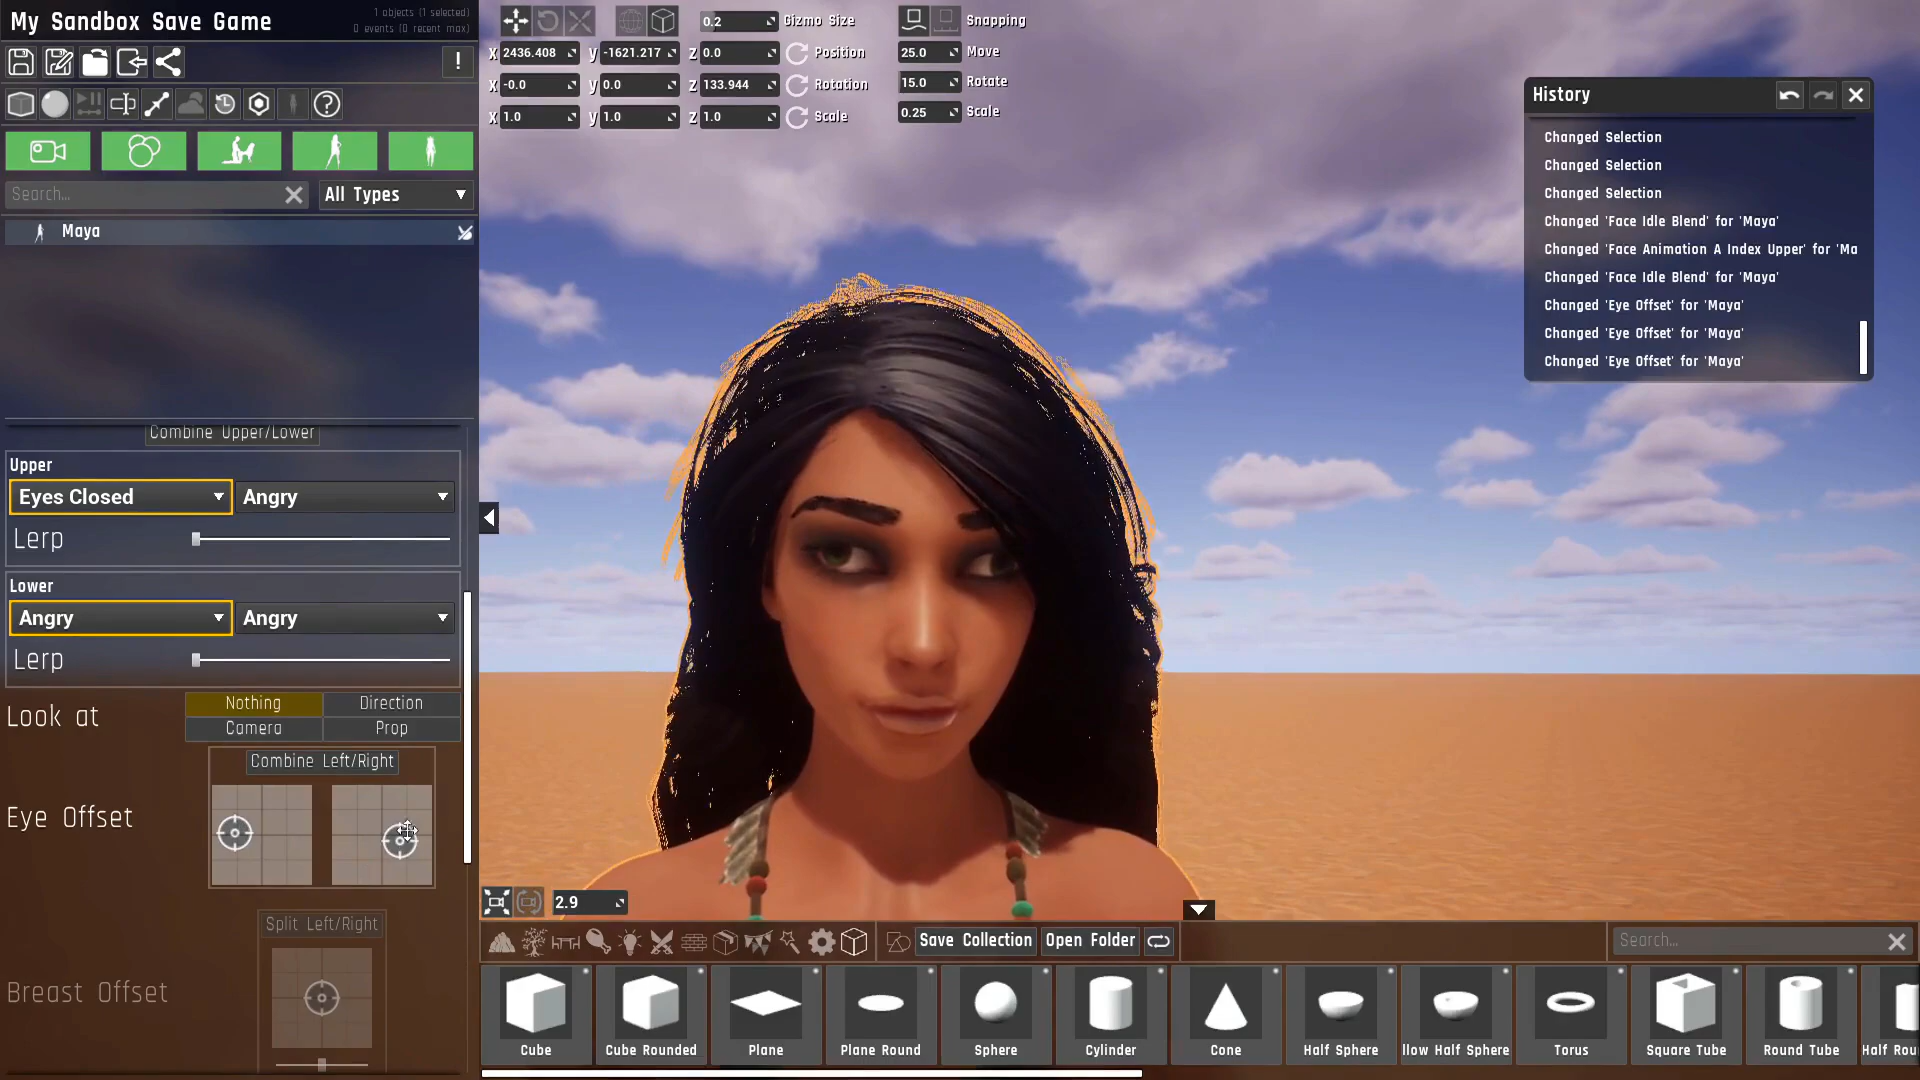 My Sandbox Save Game
1 objects (1 selected)
0 events (0 recent max)
!
Search...
All Types
Maya
Combine Upper/Lower
Upper
Eyes Closed
Angry
Lerp
Lower
Angry
Angry
Lerp
Look at
Nothing
Direction
Camera
Prop
Combine Left/Right
Eye Offset
Split Left/Right
Breast Offset
0.2
Gizmo Size
Snapping
X 2436.408
y -1621.217
Z 0.0
Position
25.0
Move
X -0.0
y 0.0
Z 133.944
Rotation
15.0
Rotate
X 1.0
y 1.0
Z 1.0
Scale
0.25
Scale
History
Changed Selection
Changed Selection
Changed Selection
Changed 'Face Idle Blend' for 'Maya'
Changed 'Face Animation A Index Upper' for 'Ma
Changed 'Face Idle Blend' for 'Maya'
Changed 'Eye Offset' for 'Maya'
Changed 'Eye Offset' for 'Maya'
Changed 'Eye Offset' for 'Maya'
2.9
Save Collection
Open Folder
Search...
Cube
Cube Rounded
Plane
Plane Round
Sphere
Cylinder
Cone
Half Sphere
llow Half Sphere
Torus
Square Tube
Round Tube
Half Rou